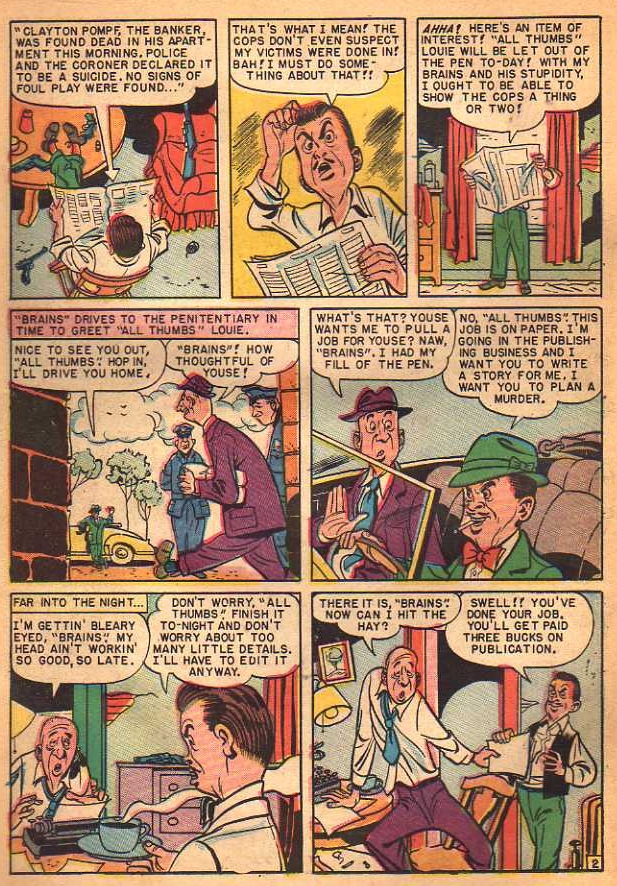 "CLAYTON POMPF, THE BANKER,
WAS FOUND DEAD IN HIS APART-
MENT THIS MORNING. POLICE
AND THE CORONER DECLARED IT
TO BE A SUICIDE. NO SIGNS OF
FOUL PLAY WERE FOUND..."
THAT'S WHAT I MEAN! THE
COPS DON'T EVEN SUSPECT
MY VICTIMS WERE DONE IN!
BAH! I MUST DO SOME-
THING ABOUT THAT!!
AHHA! HERE'S AN ITEM OF
INTEREST! "ALL THUMBS"
LOUIE WILL BE LET OUT OF
THE PEN TO-DAY! WITH MY
BRAINS AND HIS STUPIDITY,
I OUGHT TO BE ABLE TO
SHOW THE COPS A THING
OR TWO!
"BRAINS" DRIVES TO THE PENITENTIARY IN
TIME TO GREET "ALL THUMBS" LOUIE.
NICE TO SEE YOU OUT,
"ALL THUMBS". HOP IN,
I'LL DRIVE YOU HOME.
"BRAINS"! HOW
THOUGHTFUL OF
YOUSE!
WHAT'S THAT? YOUSE
WANTS ME TO PULL A
JOB FOR YOUSE? NAW,
"BRAINS". I HAD MY
FILL OF THE PEN.
NO, "ALL THUMBS". THIS
JOB IS ON PAPER. I'M
GOING IN THE PUBLISH-
ING BUSINESS AND I
WANT YOU TO WRITE
A STORY FOR ME. I
WANT YOU TO PLAN A
MURDER.
FAR INTO THE NIGHT...
I'M GETTIN' BLEARY
EYED, "BRAINS". MY
HEAD AIN'T WORKIN'
SO GOOD, SO LATE.
DON'T WORRY, "ALL
THUMBS". FINISH IT
TO-NIGHT AND DON'T
WORRY ABOUT TOO
MANY LITTLE DETAILS.
I'LL HAVE TO EDIT IT
ANYWAY.
THERE IT IS, "BRAINS".
NOW CAN I HIT THE
HAY?
SWELL!! YOU'VE
DONE YOUR JOB.
YOU'LL GET PAID
THREE BUCKS ON
PUBLICATION.
2